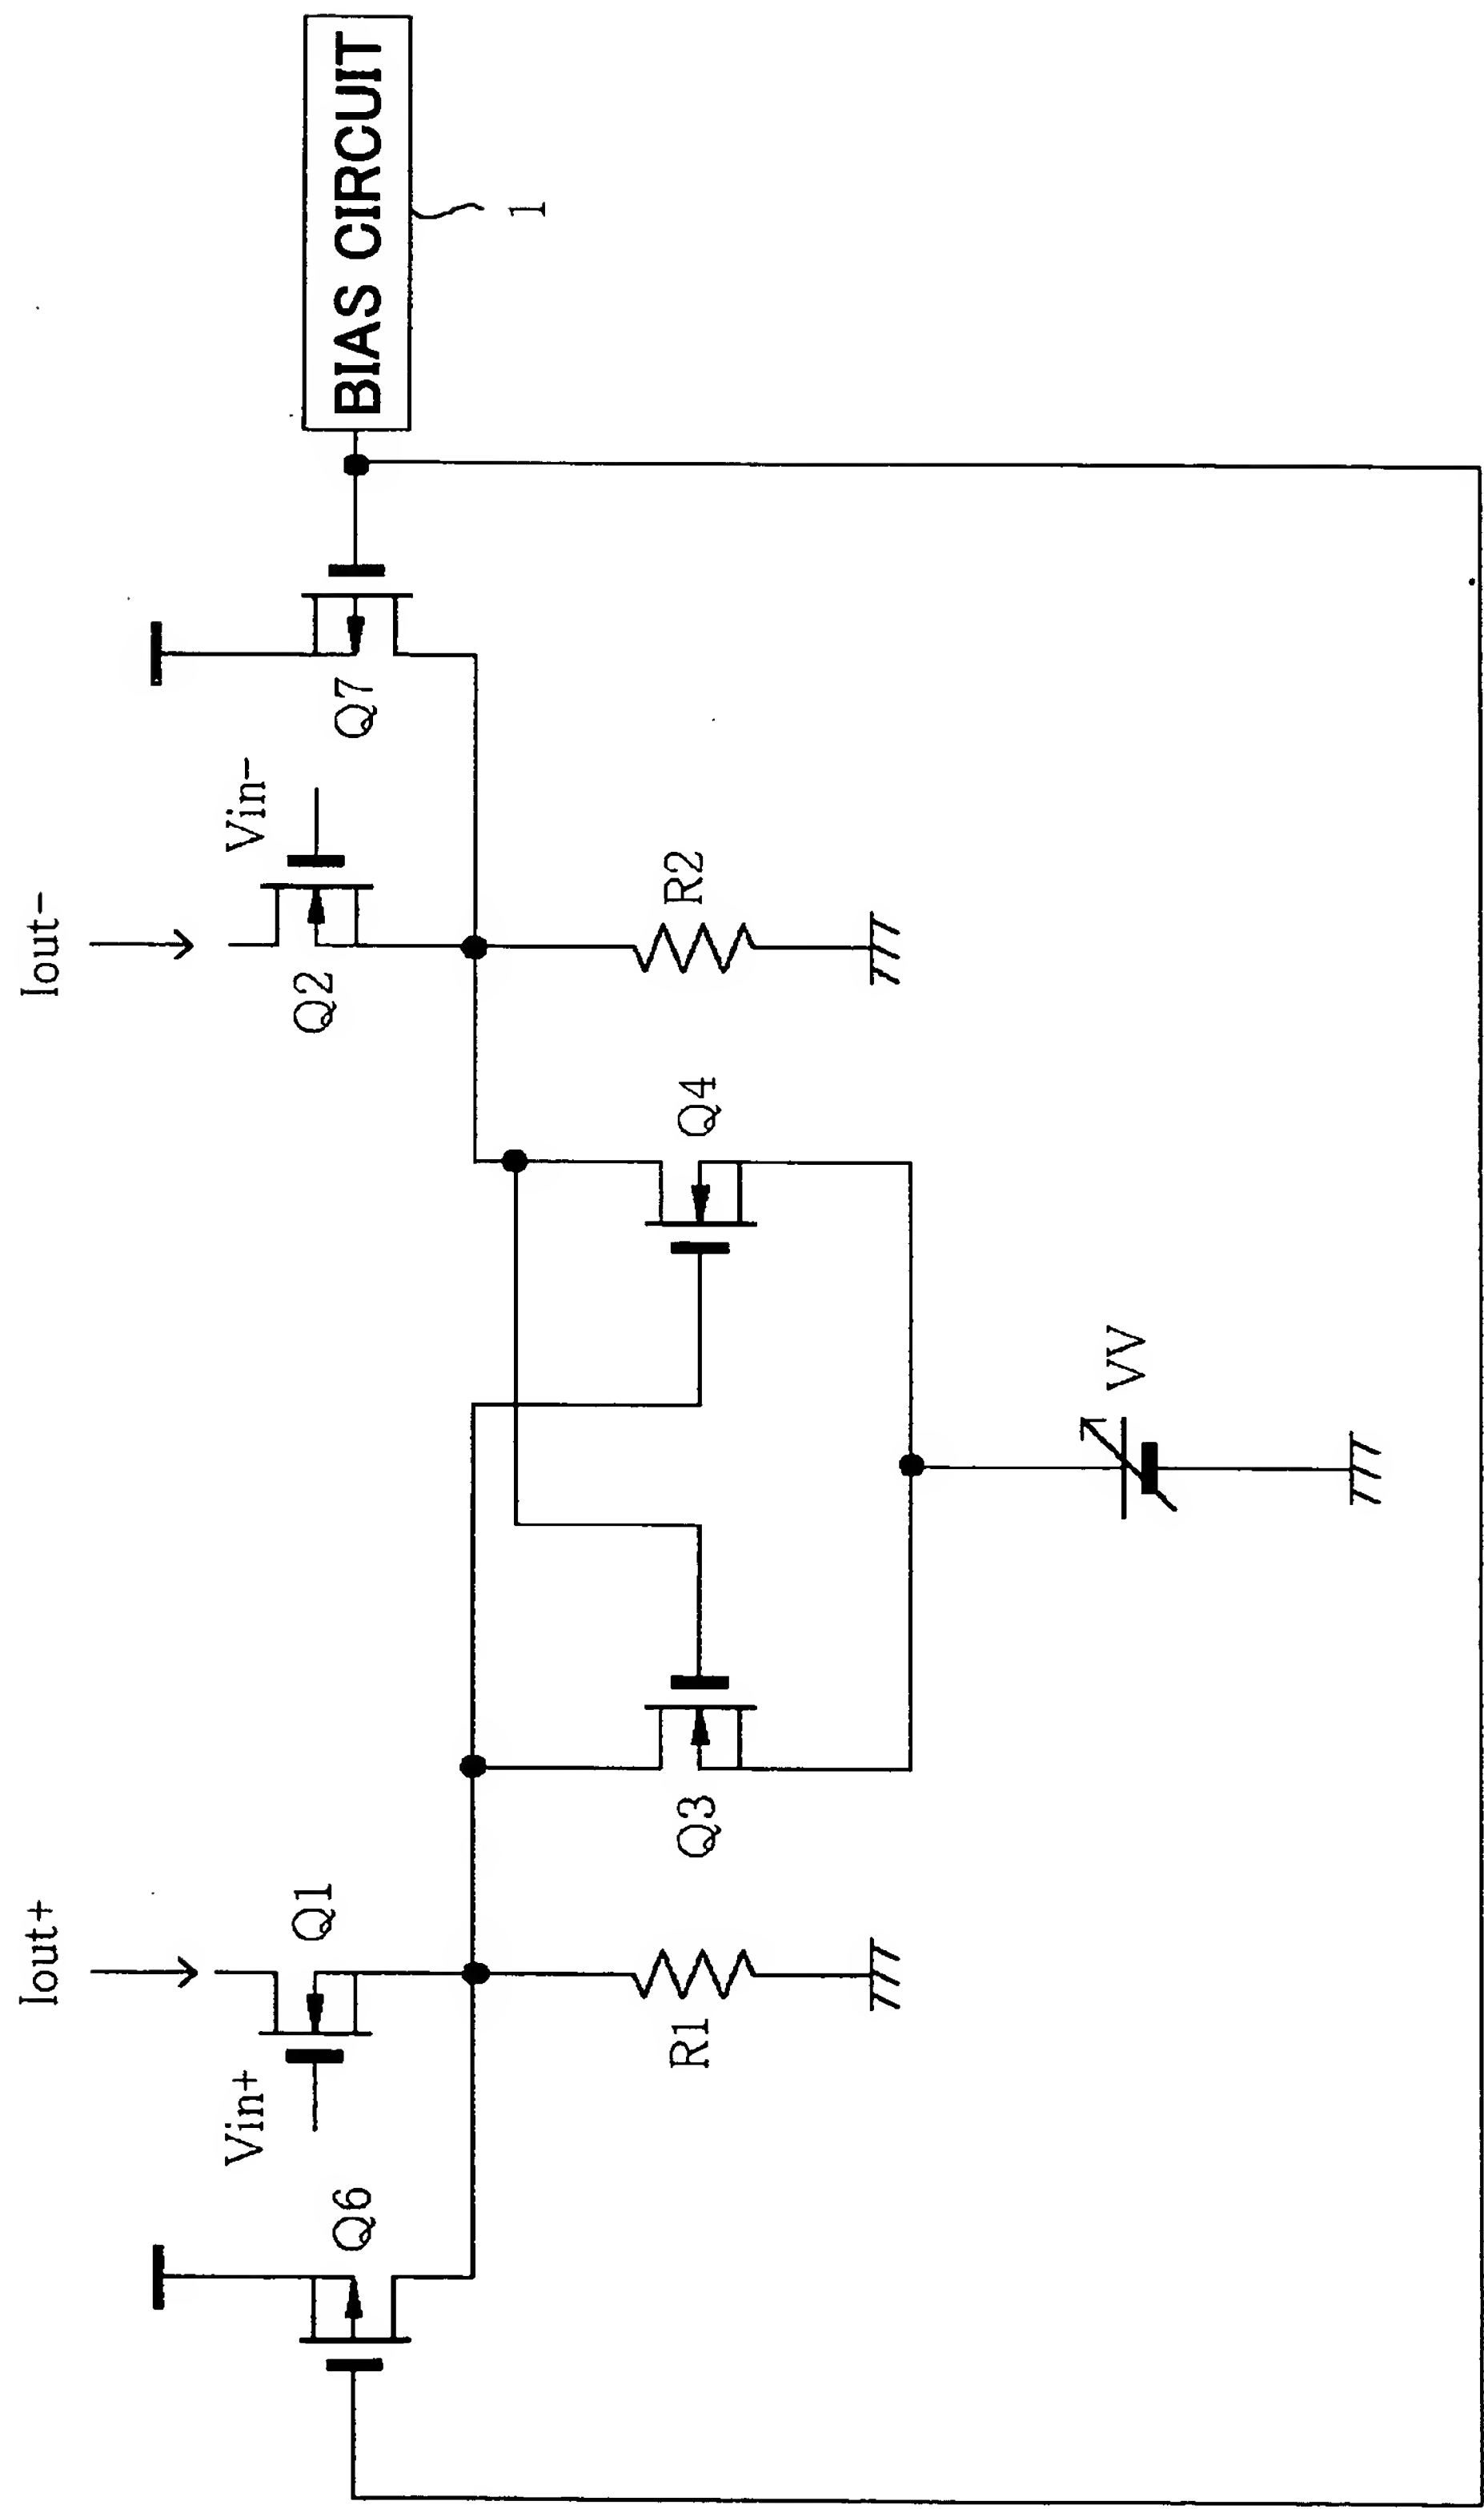 Iout+
Iout-
Vin+
Vin-
Q6
Q1
Q2
Q7
BIAS CIRCUIT
1
R1
Q3
Q4
R2
VV